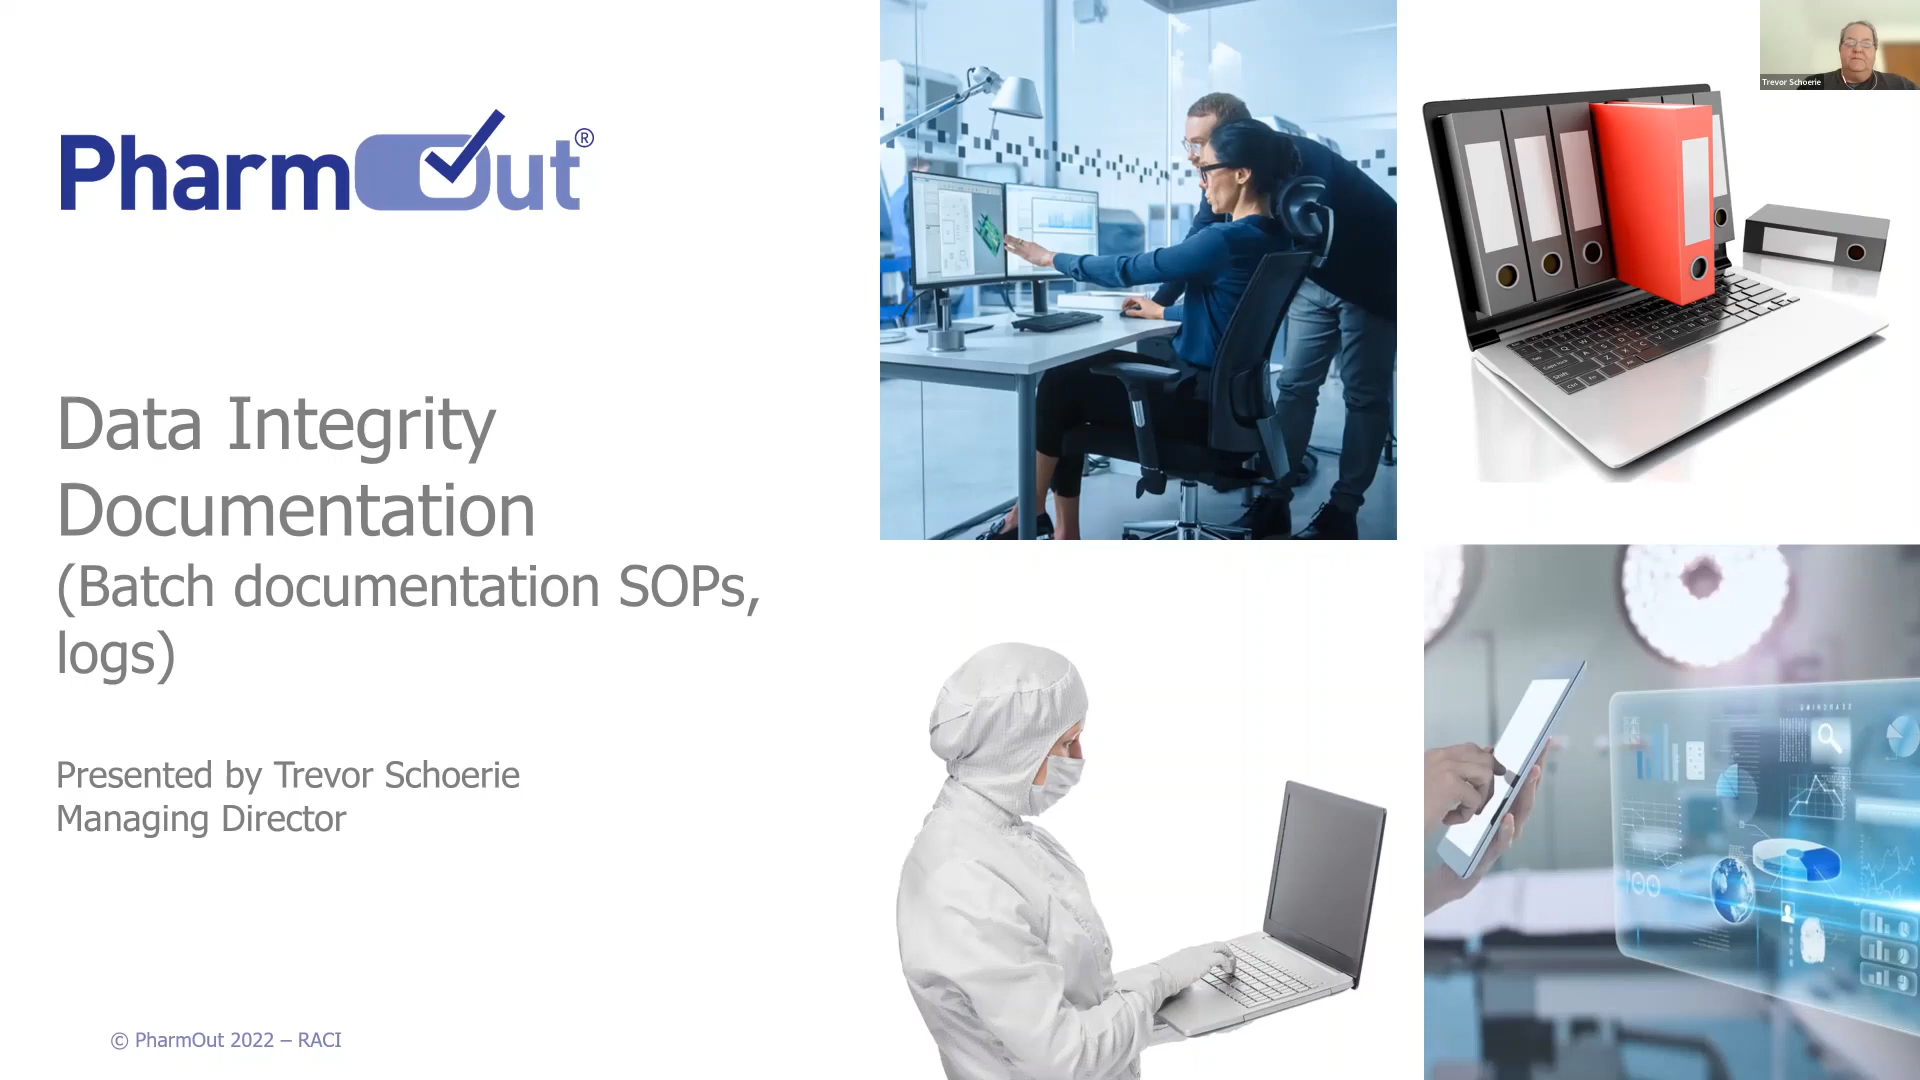 PharmOut®
Trevor Schoerie
Data Integrity
Documentation
(Batch documentation SOPs,
logs)
Presented by Trevor Schoerie
Managing Director
SEARCHING
© PharmOut 2022 – RACI